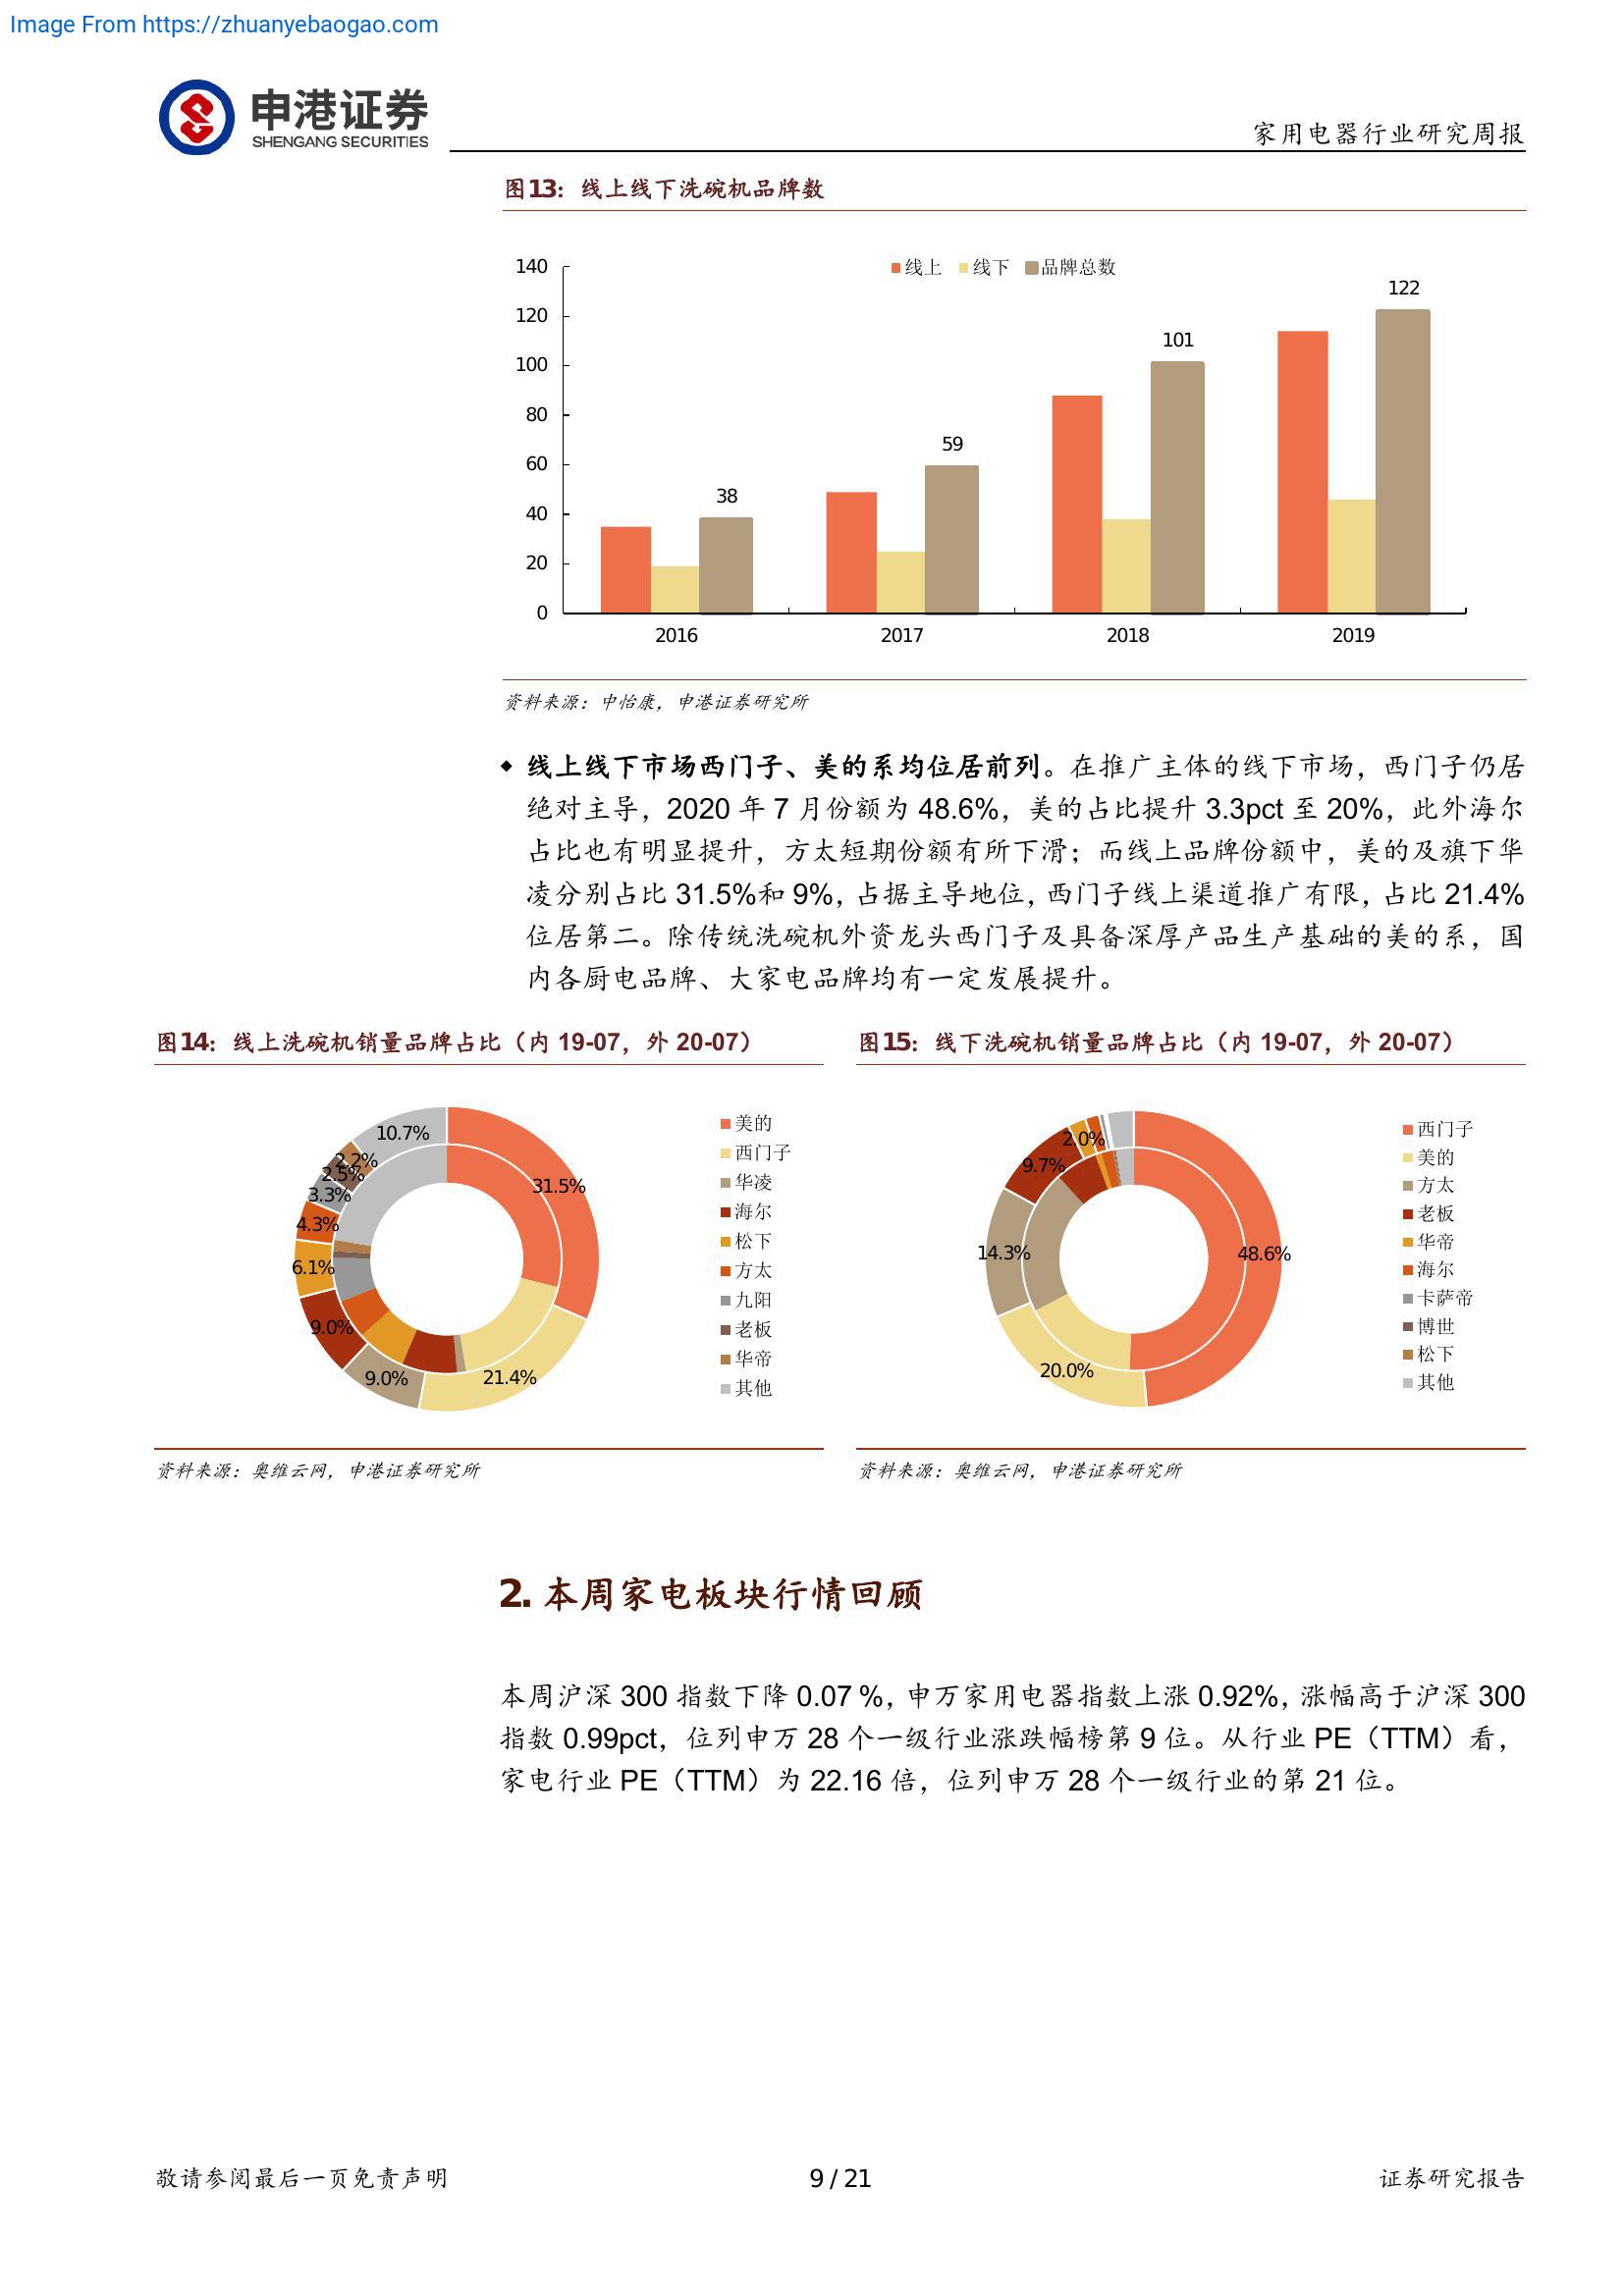 Image From https://zhuanyebaogao.com
申港证券
SHENGANG SECURITIES
家用电器行业研究周报
图13：线上线下洗碗机品牌数
线上 线下 品牌总数
140
120
100
80
60
40
20
0
38
59
101
122
2016 2017 2018 2019
资料来源：中怡康，申港证券研究所
◆ 线上线下市场西门子、美的系均位居前列。在推广主体的线下市场，西门子仍居
绝对主导，2020 年 7 月份额为 48.6%，美的占比提升 3.3pct 至 20%，此外海尔
占比也有明显提升，方太短期份额有所下滑；而线上品牌份额中，美的及旗下华
凌分别占比 31.5%和 9%，占据主导地位，西门子线上渠道推广有限，占比 21.4%
位居第二。除传统洗碗机外资龙头西门子及具备深厚产品生产基础的美的系，国
内各厨电品牌、大家电品牌均有一定发展提升。
图14：线上洗碗机销量品牌占比（内 19-07，外 20-07）
31.5%
21.4%
9.0%
9.0%
6.1%
4.3%
3.3%
2.5%
2.2%
10.7%
美的
西门子
华凌
海尔
松下
方太
九阳
老板
华帝
其他
资料来源：奥维云网，申港证券研究所
图15：线下洗碗机销量品牌占比（内 19-07，外 20-07）
48.6%
20.0%
14.3%
9.7%
2.0%
西门子
美的
方太
老板
华帝
海尔
卡萨帝
博世
松下
其他
资料来源：奥维云网，申港证券研究所
2. 本周家电板块行情回顾
本周沪深 300 指数下降 0.07 %，申万家用电器指数上涨 0.92%，涨幅高于沪深 300
指数 0.99pct，位列申万 28 个一级行业涨跌幅榜第 9 位。从行业 PE（TTM）看，
家电行业 PE（TTM）为 22.16 倍，位列申万 28 个一级行业的第 21 位。
敬请参阅最后一页免责声明
9 / 21
证券研究报告